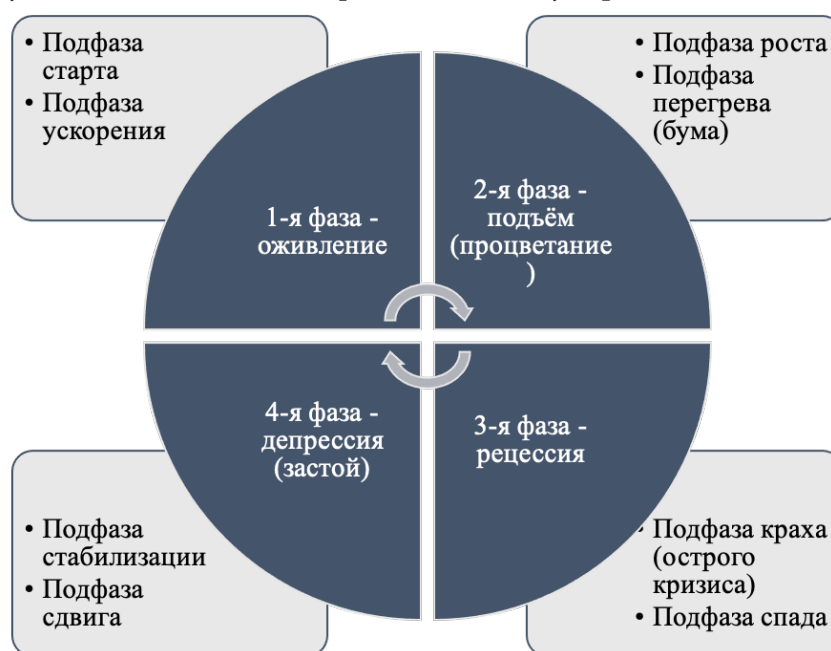 • Подфаза
старта
• Подфаза
ускорения
• Подфаза роста
• Подфаза
перегрева
(бума)
1-я фаза -
оживление
2-я фаза -
подъём
(процветание
)
4-я фаза -
депрессия
(застой)
3-я фаза -
рецессия
• Подфаза
стабилизации
• Подфаза
сдвига
• Подфаза краха
(острого
кризиса)
• Подфаза спада